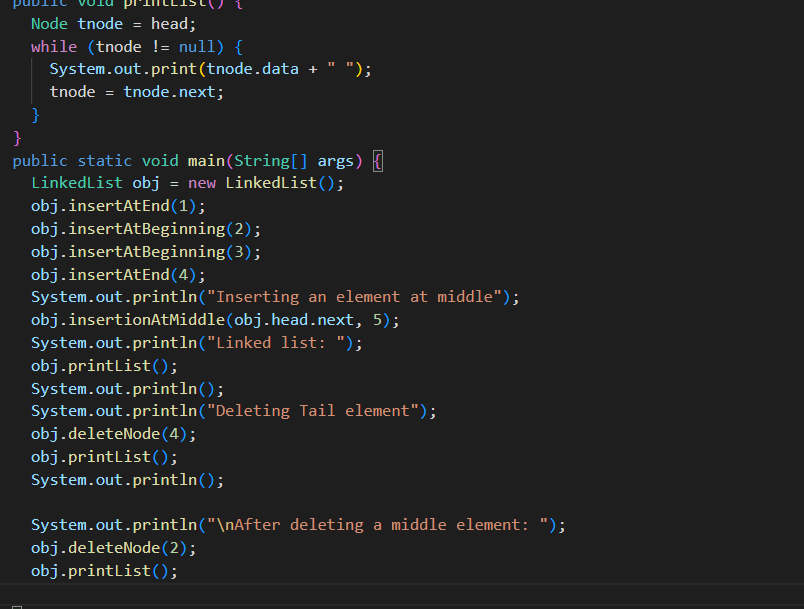 public void printList() {
Node tnode = head;
while (tnode != null) {
System.out.print(tnode.data + " ");
tnode = tnode.next;
}
}
public static void main(String[] args) {
LinkedList obj = new LinkedList();
obj.insertAtEnd(1);
obj.insertAtBeginning(2);
obj.insertAtBeginning(3);
obj.insertAtEnd(4);
System.out.println("Inserting an element at middle");
obj.insertionAtMiddle(obj.head.next, 5);
System.out.println("Linked list: ");
obj.printList();
System.out.println();
System.out.println("Deleting Tail element");
obj.deleteNode(4);
obj.printList();
System.out.println();
System.out.println("\nAfter deleting a middle element: ");
obj.deleteNode(2);
obj.printList();